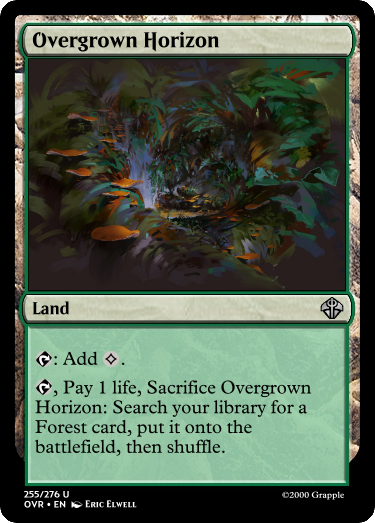 Overgrown Horizon
Land
: Add .
, Pay 1 life, Sacrifice Overgrown
Horizon: Search your library for a
Forest card, put it onto the
battlefield, then shuffle.
255/276 U
OVR • EN Eric Elwell
©2000 Grapple